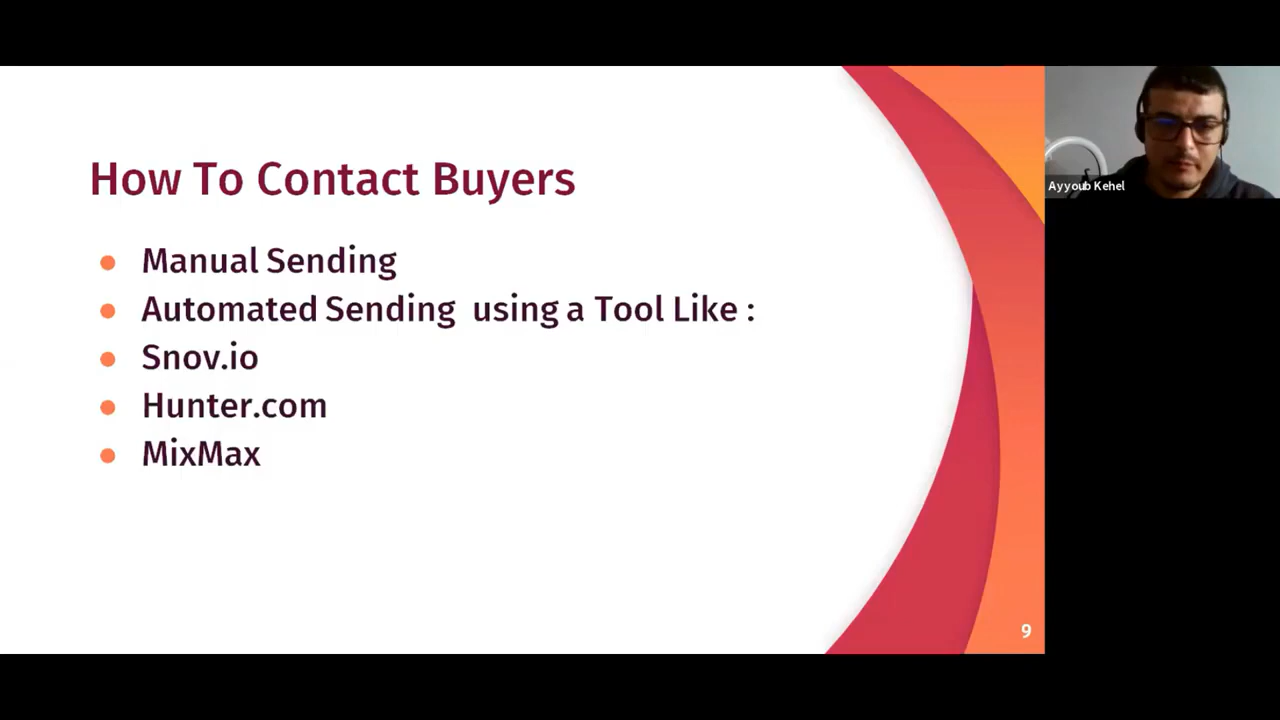 How To Contact Buyers
Manual Sending
Automated Sending using a Tool Like :
Snov.io
Hunter.com
MixMax
9
Ayyoub Kehel